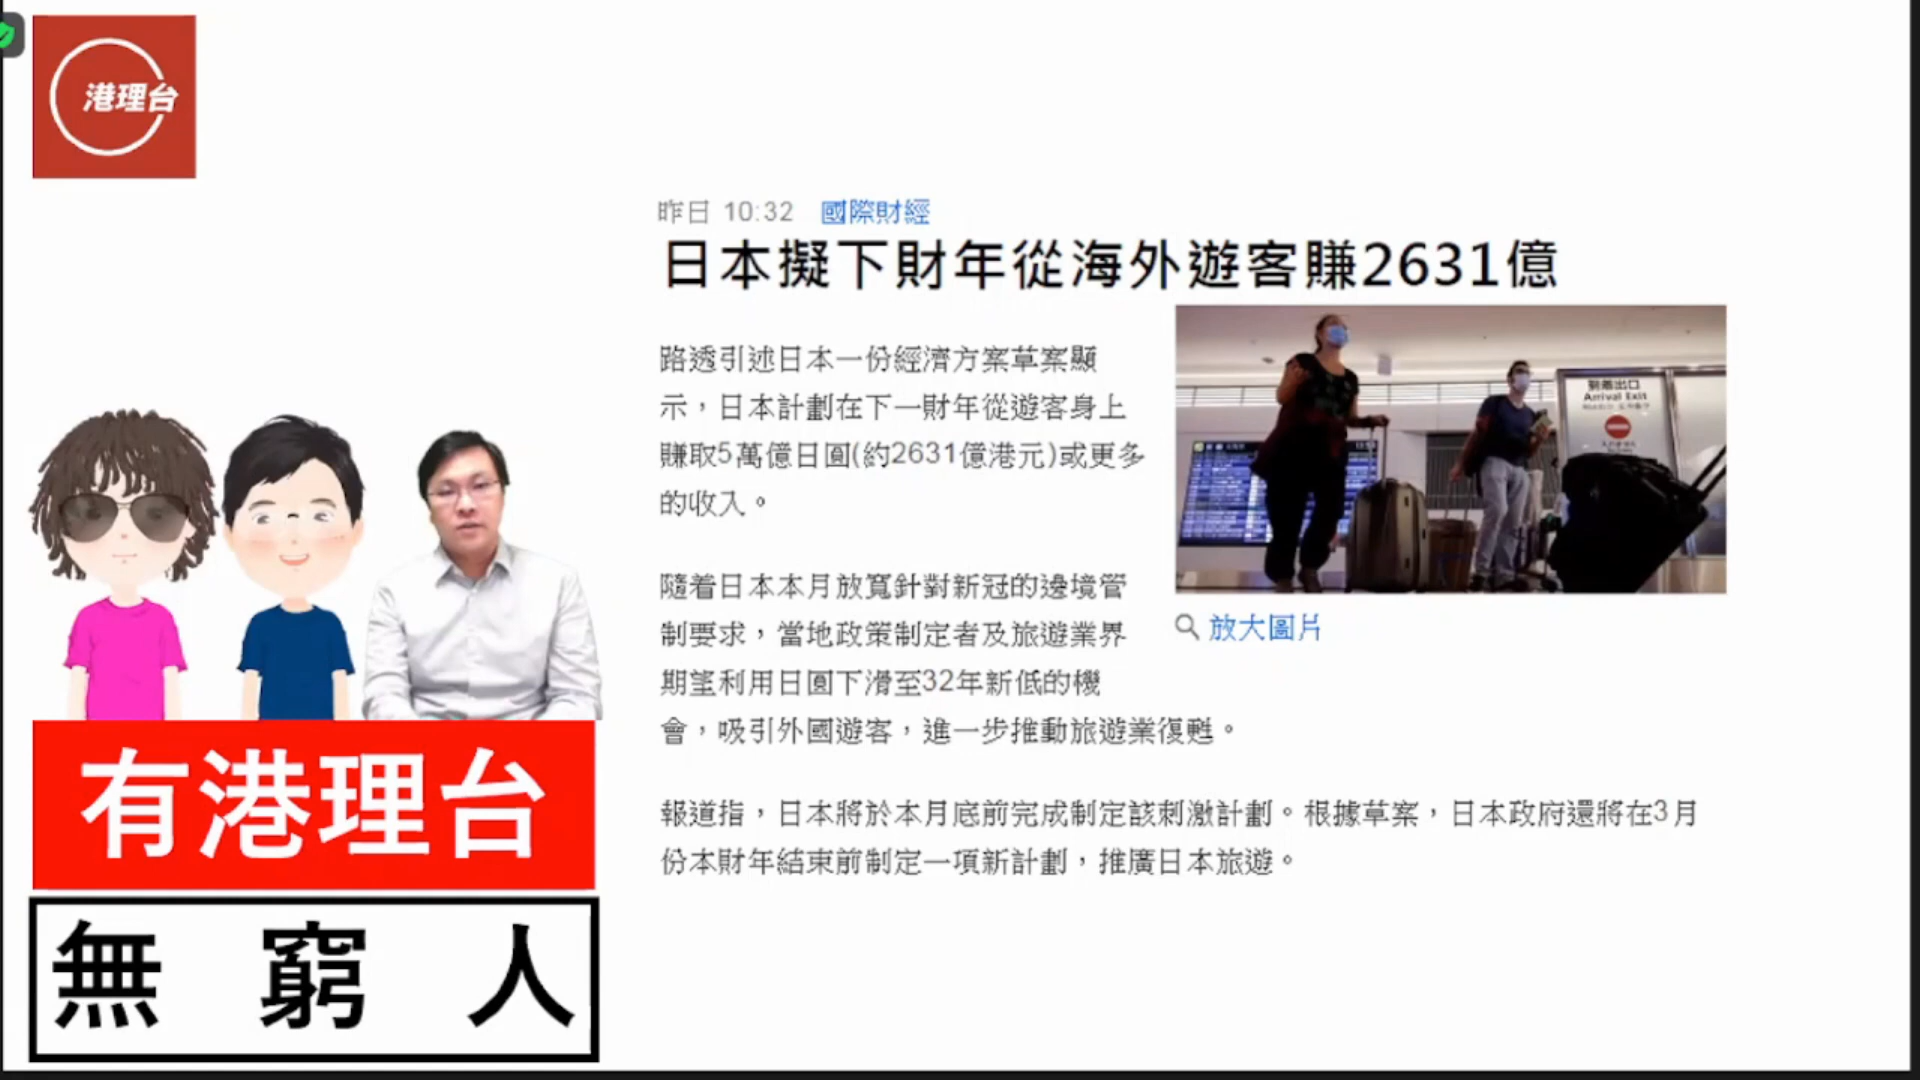 港理台
昨日 10:32 國際財經
日本擬下財年從海外遊客賺2631億
路透引述日本一份經濟方案草案顯
示，日本計劃在下一財年從遊客身上
賺取5萬億日圓(約2631億港元)或更多
的收入。
到着出口
Arrival Exit
放大圖片
隨着日本本月放寬針對新冠的邊境管
制要求，當地政策制定者及旅遊業界
期望利用日圓下滑至32年新低的機
會，吸引外國遊客，進一步推動旅遊業復甦。
報道指，日本將於本月底前完成制定該刺激計劃。根據草案，日本政府還將在3月
份本財年結束前制定一項新計劃，推廣日本旅遊。
有港理台
無窮人